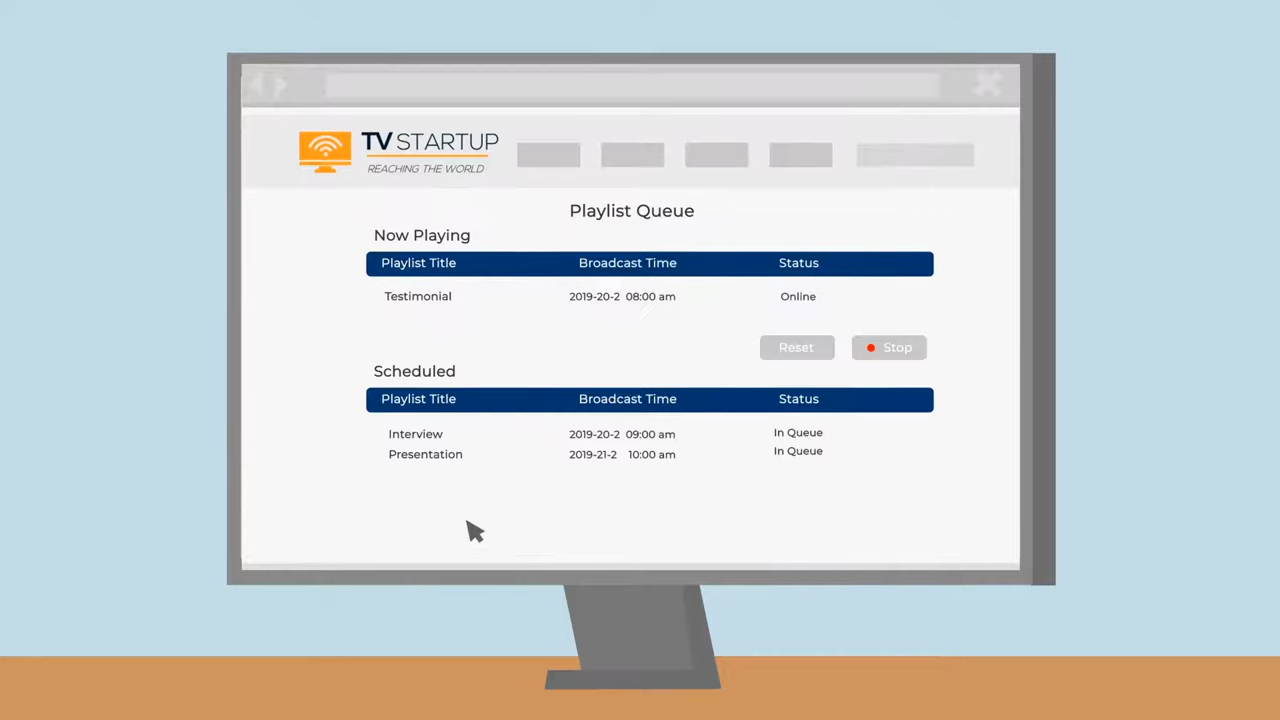 TV STARTUP
REACHING THE WORLD
Playlist Queue
Now Playing
Playlist Title Broadcast Time Status
Testimonial 2019-20-2 08:00 am Online
Reset Stop
Scheduled
Playlist Title Broadcast Time Status
Interview 2019-20-2 09:00 am In Queue
Presentation 2019-21-2 10:00 am In Queue